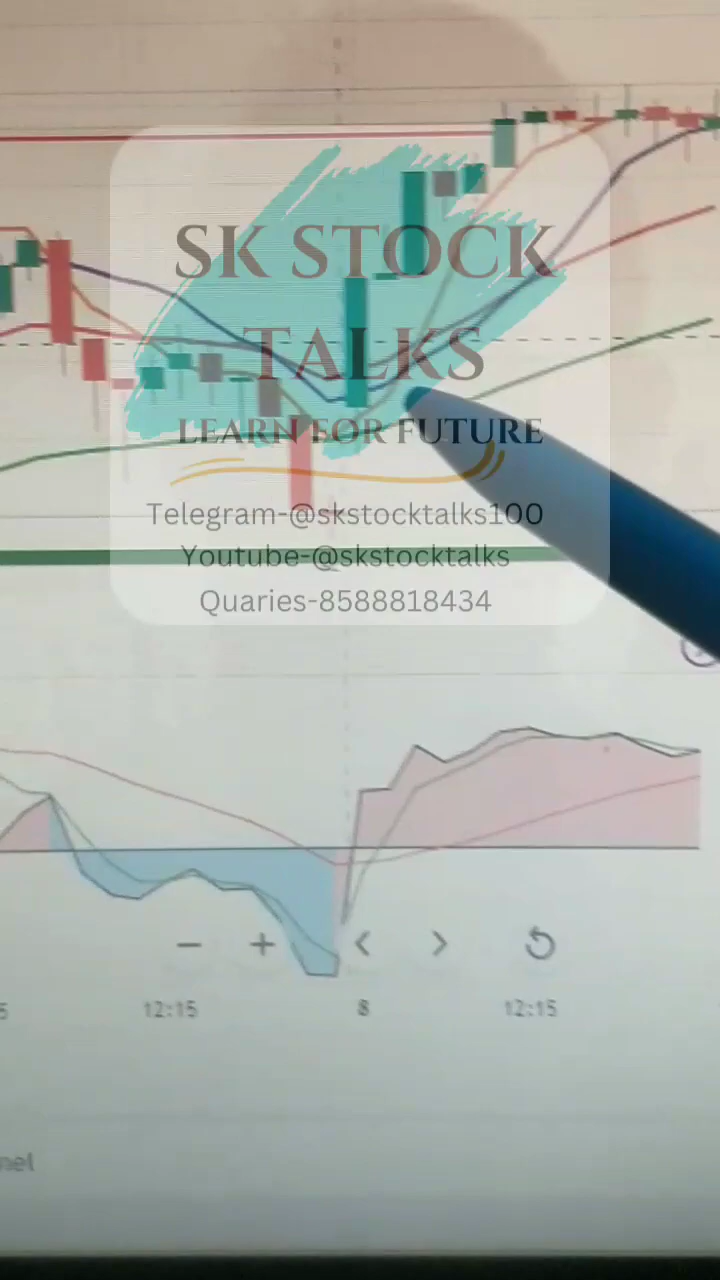 SK STOCK
TALKS
LEARN FOR FUTURE
Telegram-@skstocktalks100
Youtube-@skstocktalks
Quaries-8588818434
12:15 8 12:15